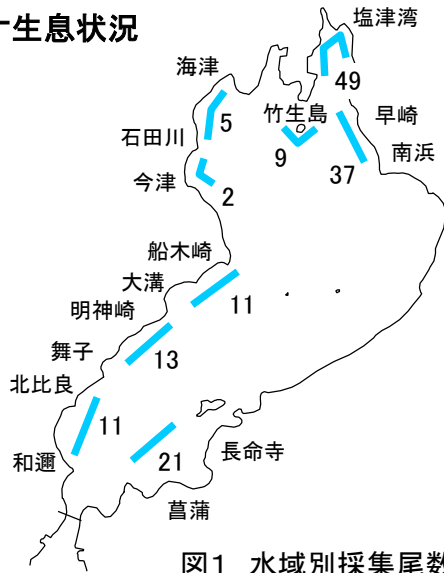 生息状況
塩津湾
海津
49
竹生島
早崎
5
石田川
南浜
9
37
今津
2
船木崎
大溝
11
明神崎
13
舞子
北比良
11
長命寺
21
和邇
菖蒲
図1 水域別採集尾数